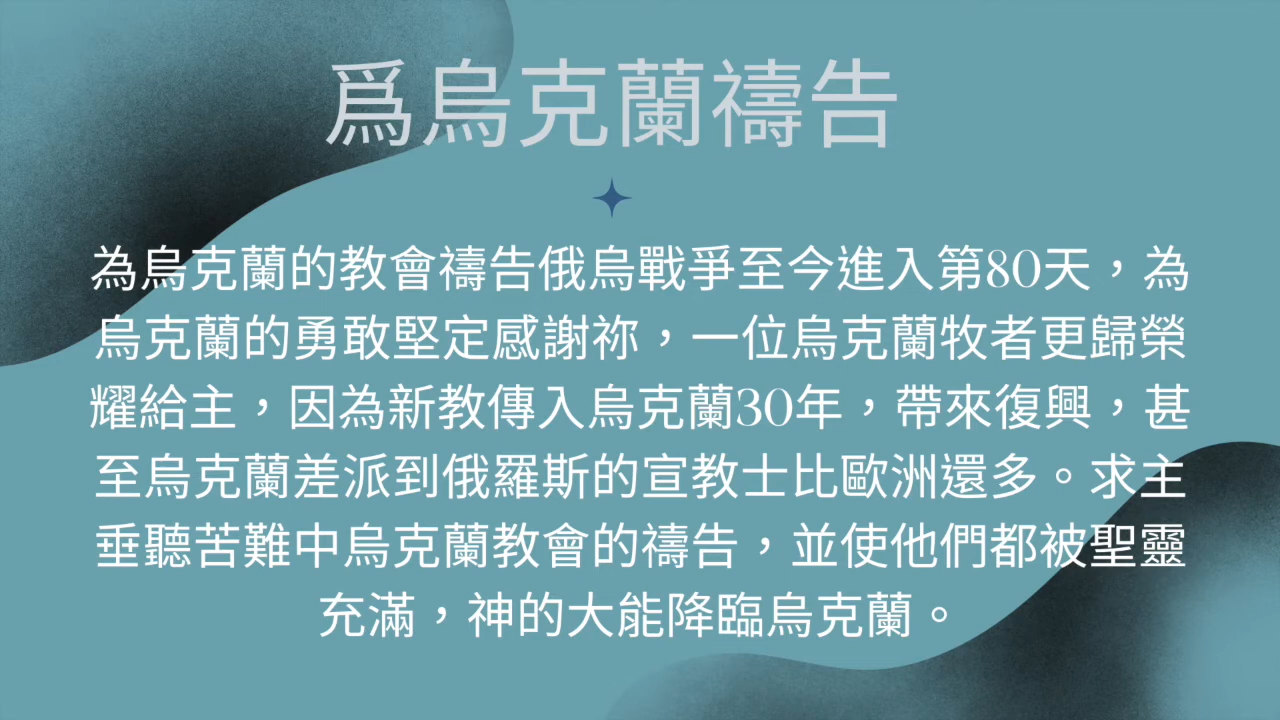 爲烏克蘭禱告
為烏克蘭的教會禱告俄烏戰爭至今進入第80天，為
烏克蘭的勇敢堅定感謝祢，一位烏克蘭牧者更歸榮
耀給主，因為新教傳入烏克蘭30年，帶來復興，甚
至烏克蘭差派到俄羅斯的宣教士比歐洲還多。求主
垂聽苦難中烏克蘭教會的禱告，並使他們都被聖靈
充滿，神的大能降臨烏克蘭。